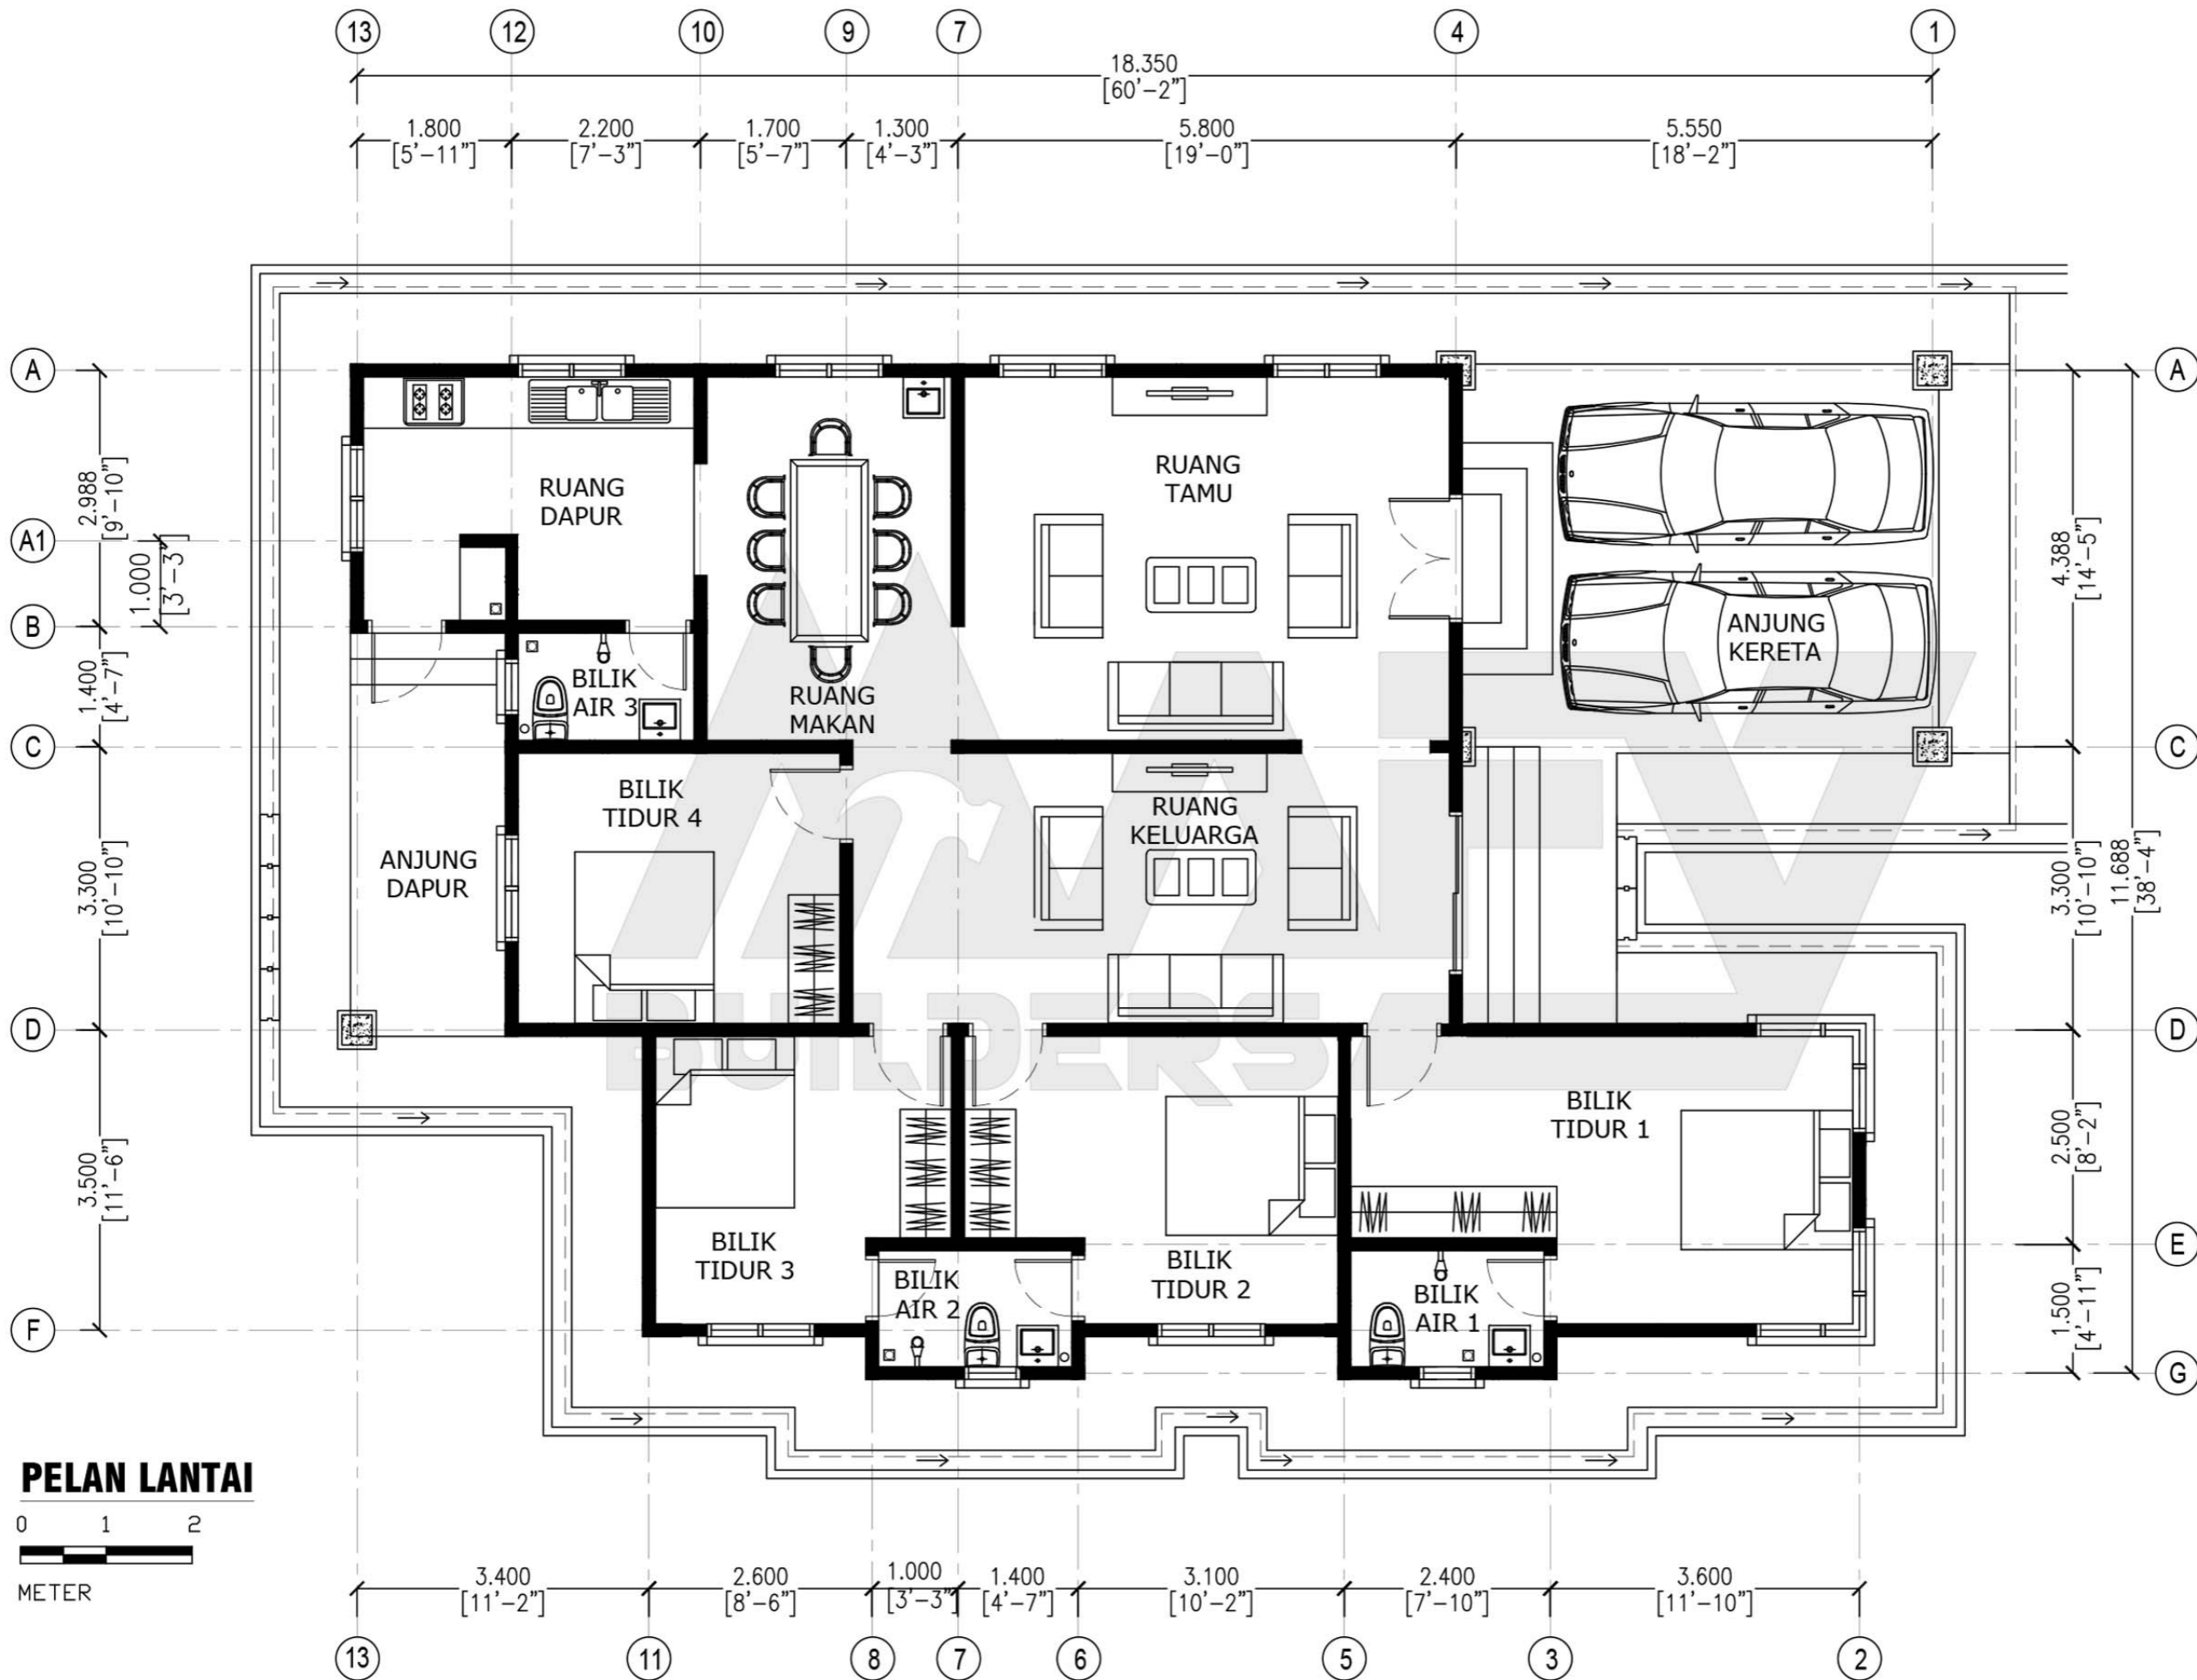 13
12
10
9
7
4
1
18.350
[60'-2"]
1.800
[5'-11"]
2.200
[7'-3"]
1.700
[5'-7"]
1.300
[4'-3"]
5.800
[19'-0"]
5.550
[18'-2"]
A
A1
B
C
D
F
2.988
[9'-10"]
1.000
[3'-3"]
1.400
[4'-7"]
3.300
[10'-10"]
3.500
[11'-6"]
RUANG
DAPUR
RUANG
TAMU
ANJUNG
KERETA
BILIK
AIR 3
RUANG
MAKAN
BILIK
TIDUR 4
RUANG
KELUARGA
ANJUNG
DAPUR
BUILDERS
BILIK
TIDUR 1
BILIK
TIDUR 3
BILIK
AIR 2
BILIK
TIDUR 2
BILIK
AIR 1
A
C
D
E
G
4.388
[14'-5"]
3.300
[10'-10"]
11.688
[38'-4"]
2.500
[8'-2"]
1.500
[4'-11"]
PELAN LANTAI
0 1 2
METER
3.400
[11'-2"]
2.600
[8'-6"]
1.000
[3'-3"]
1.400
[4'-7"]
3.100
[10'-2"]
2.400
[7'-10"]
3.600
[11'-10"]
13
11
8
7
6
5
3
2